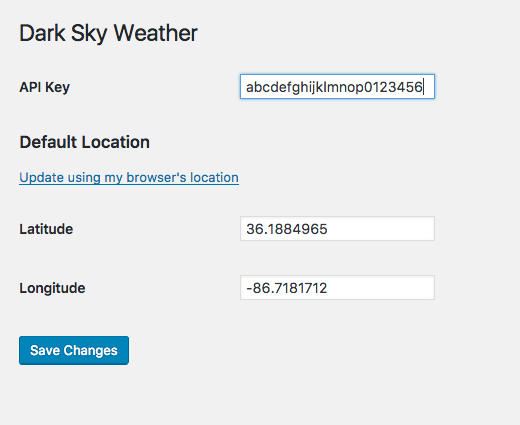 Dark Sky Weather
API Key abcdefghijklmnop0123456
Default Location
Update using my browser's location
Latitude 36.1884965
Longitude -86.7181712
Save Changes